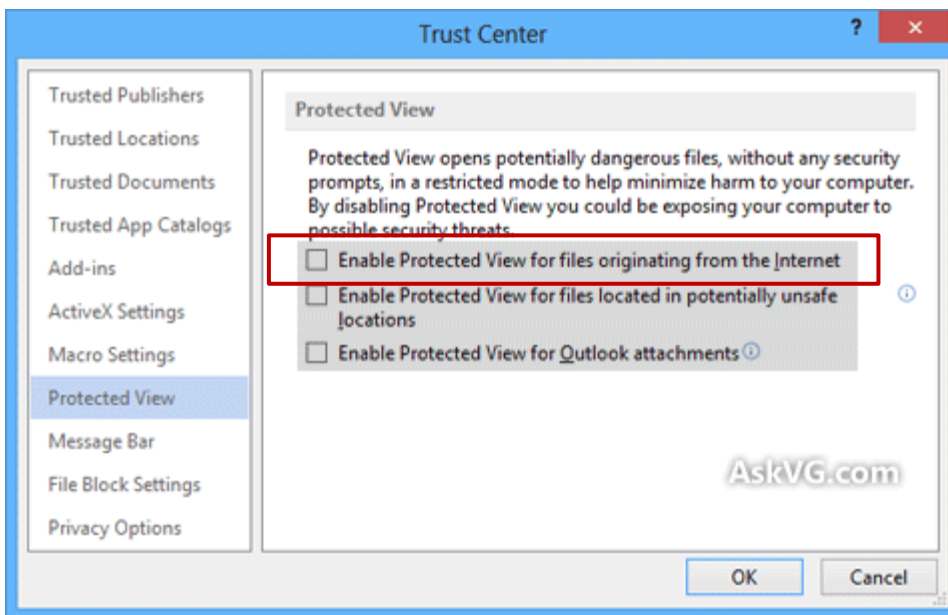 Trust Center
?
Trusted Publishers
Trusted Locations
Trusted Documents
Trusted App Catalogs
Add-ins
ActiveX Settings
Macro Settings
Protected View
Message Bar
File Block Settings
Privacy Options
Protected View
Protected View opens potentially dangerous files, without any security
prompts, in a restricted mode to help minimize harm to your computer.
By disabling Protected View you could be exposing your computer to
possible security threats.
Enable Protected View for files originating from the Internet
Enable Protected View for files located in potentially unsafe
locations
Enable Protected View for Outlook attachments
AskVG.com
OK
Cancel